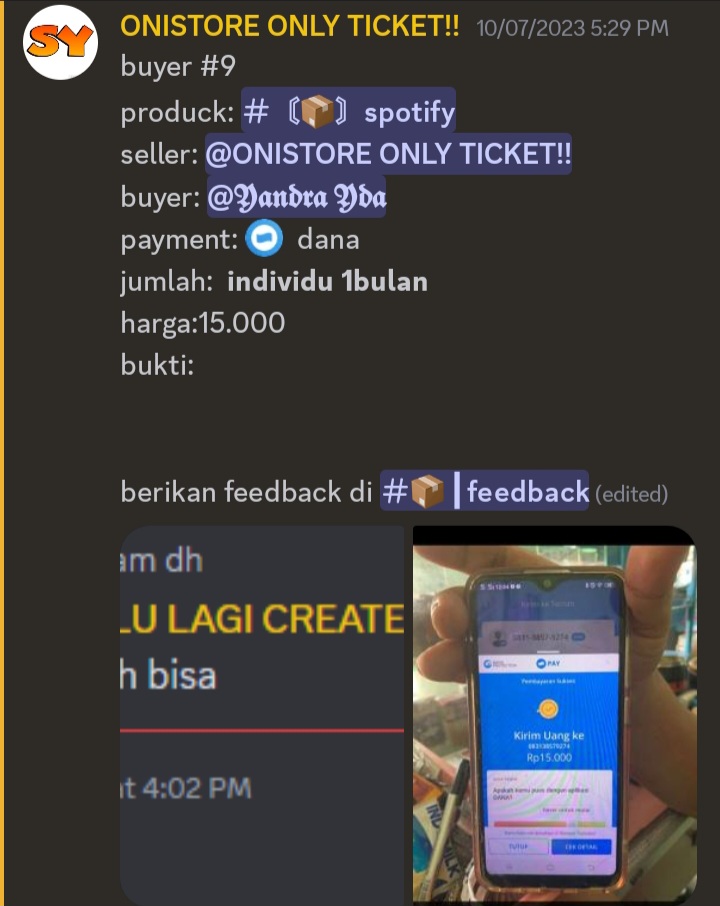 SY
ONISTORE ONLY TICKET!! 10/07/2023 5:29 PM
buyer #9
produck: # 〘📦〙 spotify
seller: @ONISTORE ONLY TICKET!!
buyer: @𝖄𝖆𝖓𝖉𝖗𝖆 𝖄𝖉𝖆
payment: dana
jumlah: individu 1bulan
harga:15.000
bukti:
berikan feedback di #📦┃feedback (edited)
am dh
LU LAGI CREATE
h bisa
at 4:02 PM
PAY
Pembayaran Sukses
Kirim Uang ke
Rp15.000
Apakah kamu puas dengan aplikasi
DANA?
TUTUP
CEK DETAIL